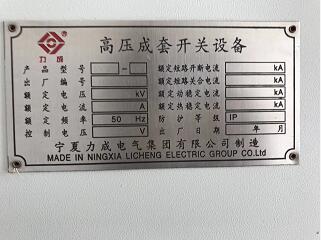 力成®
高压成套开关设备
产品型号 - 额定短路开断电流 kA
出厂编号 额定短路关合电流 kA
额定电压 kV 额定动稳定电流 kA
额定电流 A 额定热稳定电流 kA
额定频率 50 Hz 防护等级 IP
控制电压 V 出厂日期 年 月
宁夏力成电气集团有限公司制造
MADE IN NINGXIA LICHENG ELECTRIC GROUP CO.Ltd